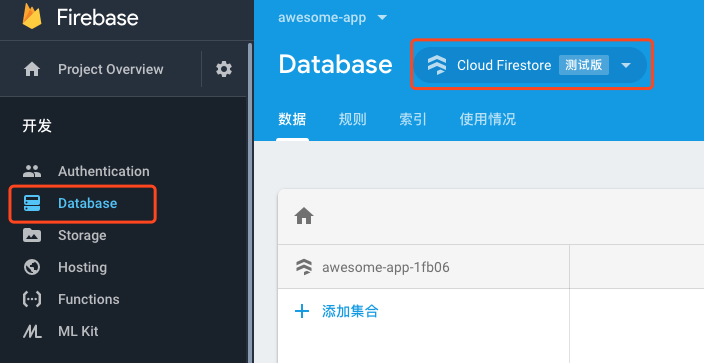 Firebase
Project Overview
开发
Authentication
Database
Storage
Hosting
Functions
ML Kit
awesome-app
Database Cloud Firestore 测试版
数据 规则 索引 使用情况
awesome-app-1fb06
添加集合